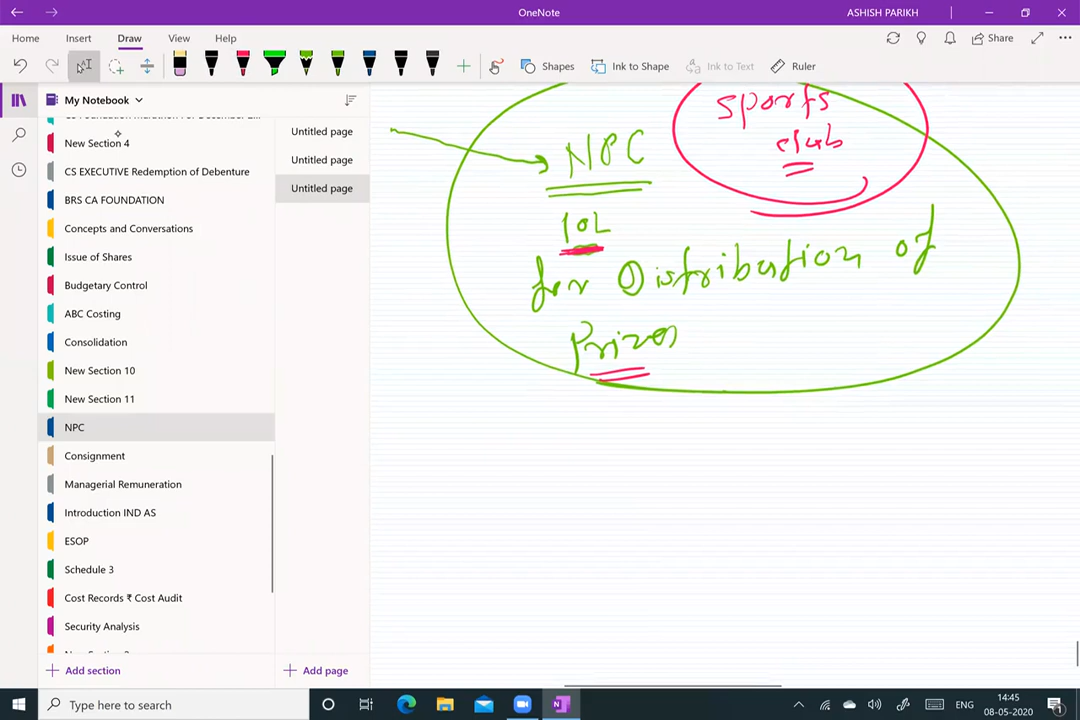 OneNote
ASHISH PARIKH
Home
Insert
Draw
View
Help
Share
Shapes
Ink to Shape
Ink to Text
Ruler
My Notebook
New Section 4
CS EXECUTIVE Redemption of Debenture
BRS CA FOUNDATION
Concepts and Conversations
Issue of Shares
Budgetary Control
ABC Costing
Consolidation
New Section 10
New Section 11
NPC
Consignment
Managerial Remuneration
Introduction IND AS
ESOP
Schedule 3
Cost Records ₹ Cost Audit
Security Analysis
Add section
Untitled page
Untitled page
Untitled page
Add page
sports
club
NPC
10L
for Distribution of
Prizes
Type here to search
ENG
14:45
08-05-2020